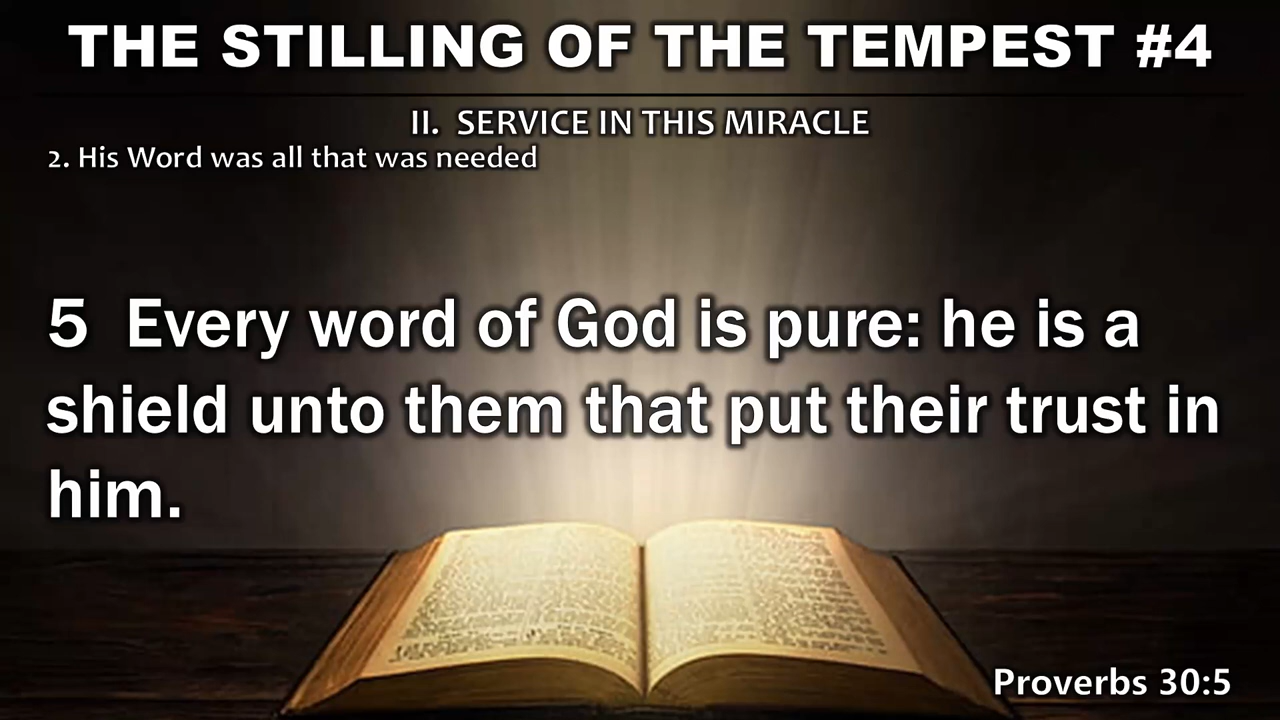 THE STILLING OF THE TEMPEST #4
II. SERVICE IN THIS MIRACLE
2. His Word was all that was needed
5 Every word of God is pure: he is a
shield unto them that put their trust in
him.
Proverbs 30:5